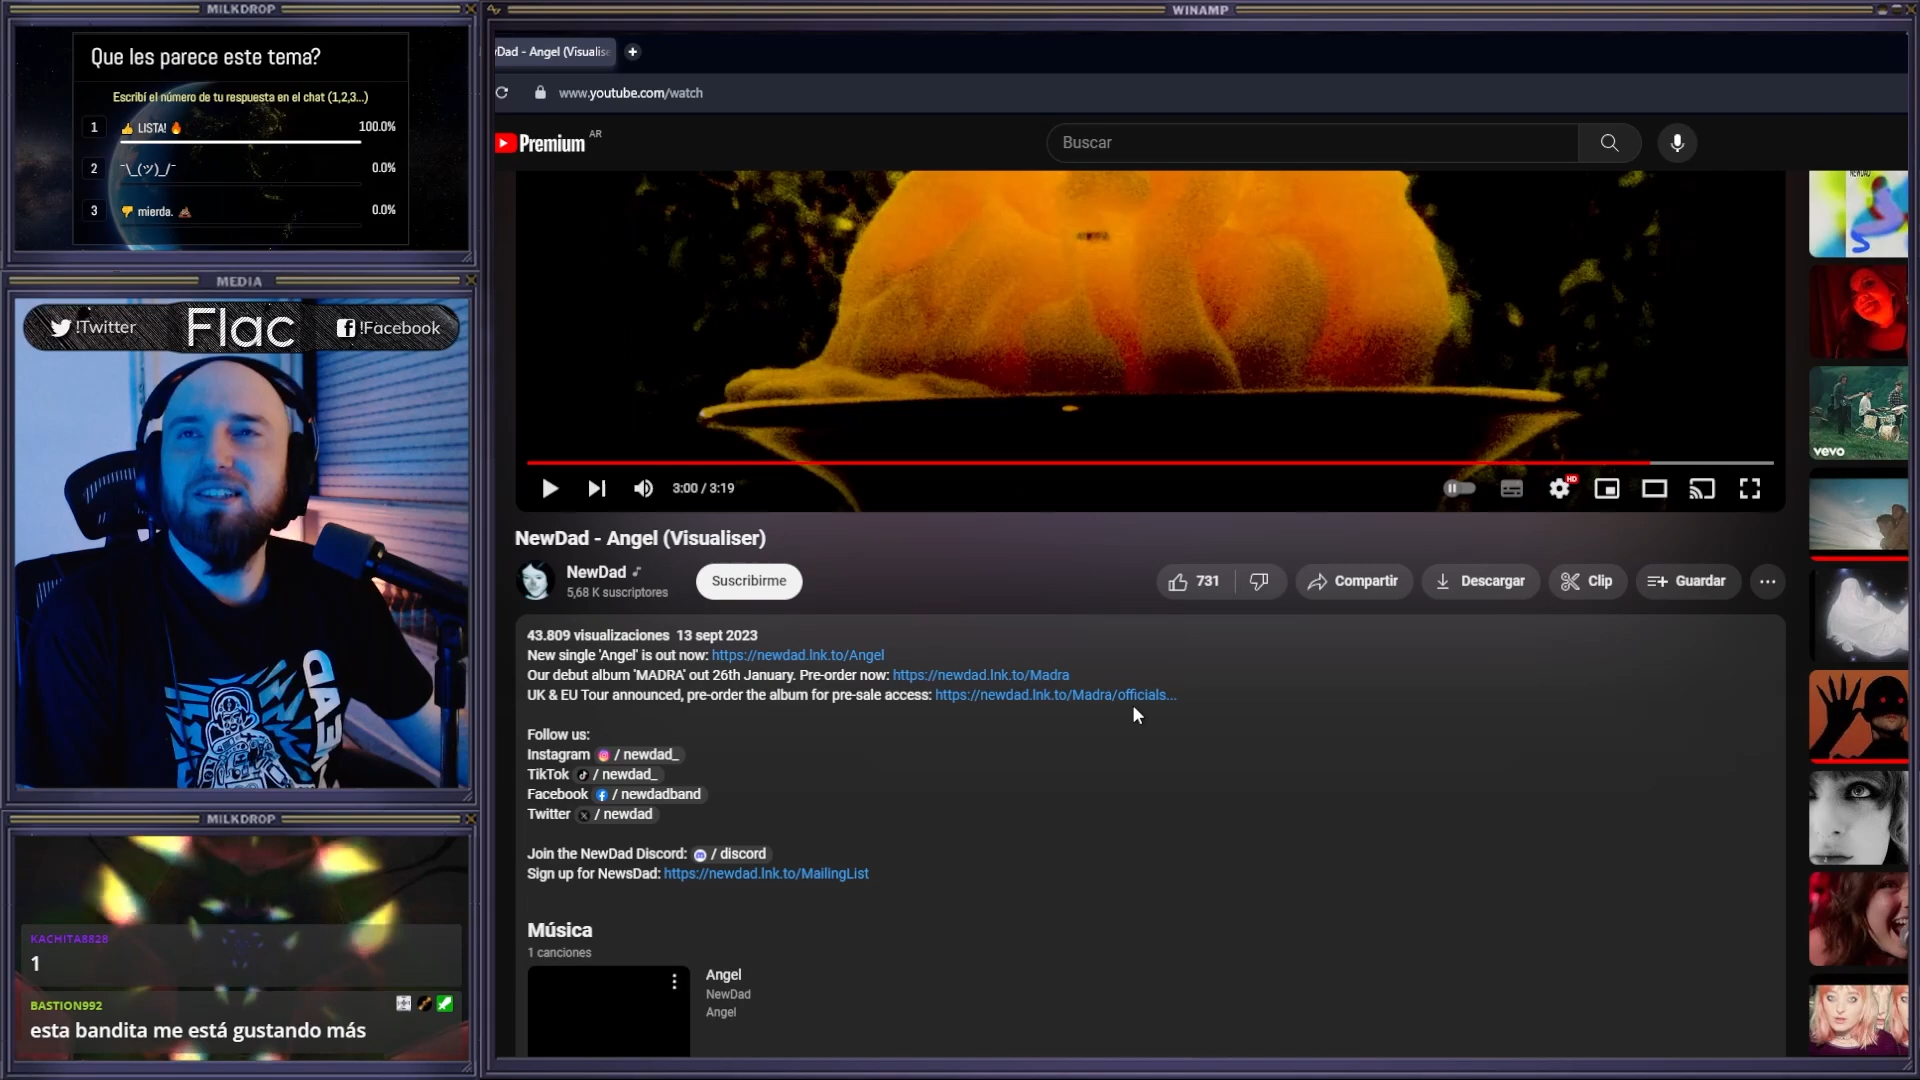 MILKDROP
Que les parece este tema?
Escribí el número de tu respuesta en el chat (1,2,3...)
1 👍 LISTA! 🔥 100.0%
2 ¯\_(ツ)_/¯ 0.0%
3 👎 mierda. 💩 0.0%
MEDIA
!Twitter Flac !Facebook
MILKDROP
KACHITA8828
1
BASTION992
esta bandita me está gustando más
WINAMP
Dad - Angel (Visualise
www.youtube.com/watch
Premium AR
Buscar
3:00 / 3:19
HD
NewDad - Angel (Visualiser)
NewDad
5,68 K suscriptores
Suscribirme
731
Compartir
Descargar
Clip
Guardar
43.809 visualizaciones 13 sept 2023
New single 'Angel' is out now: https://newdad.lnk.to/Angel
Our debut album 'MADRA' out 26th January. Pre-order now: https://newdad.lnk.to/Madra
UK & EU Tour announced, pre-order the album for pre-sale access: https://newdad.lnk.to/Madra/officials...
Follow us:
Instagram / newdad_
TikTok / newdad_
Facebook / newdadband
Twitter / newdad
Join the NewDad Discord: / discord
Sign up for NewsDad: https://newdad.lnk.to/MailingList
Música
1 canciones
Angel
NewDad
Angel
NEWDAD
vevo